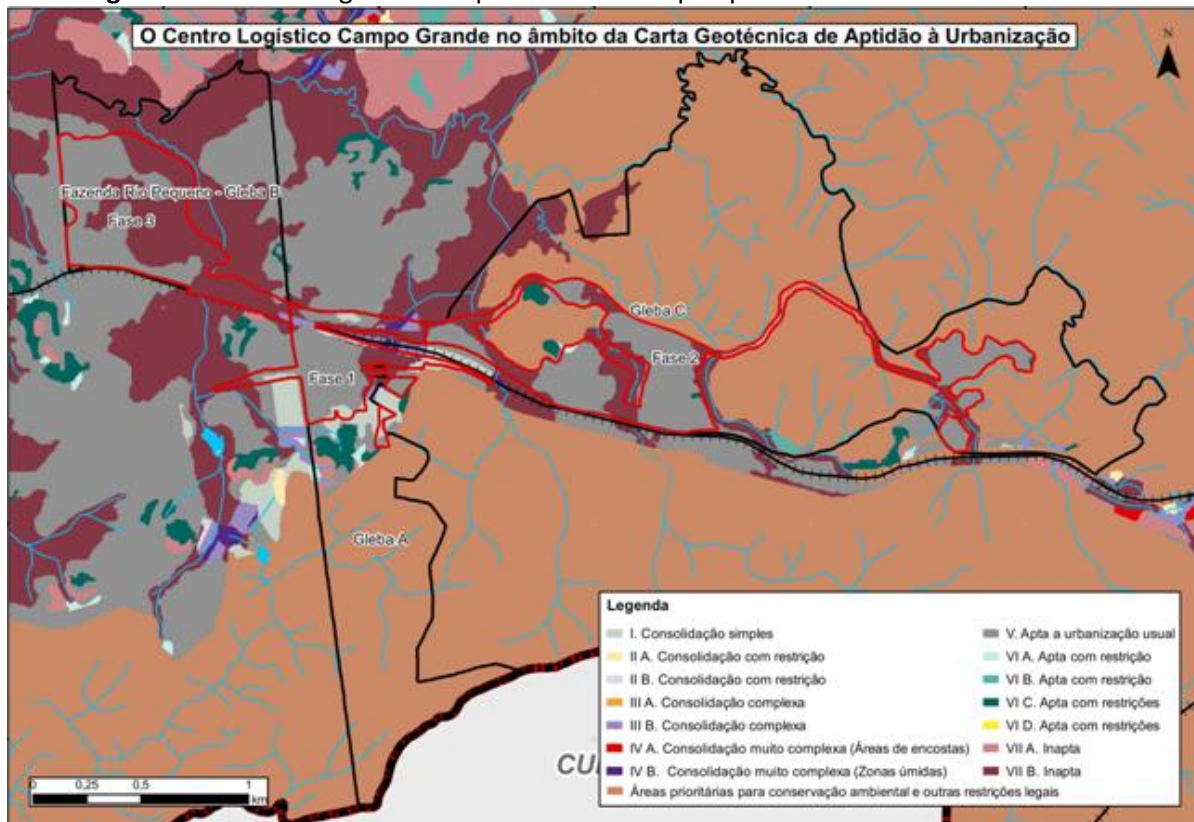 O Centro Logístico Campo Grande no âmbito da Carta Geotécnica de Aptidão à Urbanização
N
Fazenda Rio Pequeno - Gleba B
Fase 3
Gleba C
Fase 2
Fase 1
Gleba A
Legenda
I. Consolidação simples
II A. Consolidação com restrição
II B. Consolidação com restrição
III A. Consolidação complexa
III B. Consolidação complexa
IV A. Consolidação muito complexa (Áreas de encostas)
IV B. Consolidação muito complexa (Zonas úmidas)
Áreas prioritárias para conservação ambiental e outras restrições legais
V. Apta a urbanização usual
VI A. Apta com restrição
VI B. Apta com restrição
VI C. Apta com restrições
VI D. Apta com restrições
VII A. Inapta
VII B. Inapta
0 0,25 0,5 1
km
CU